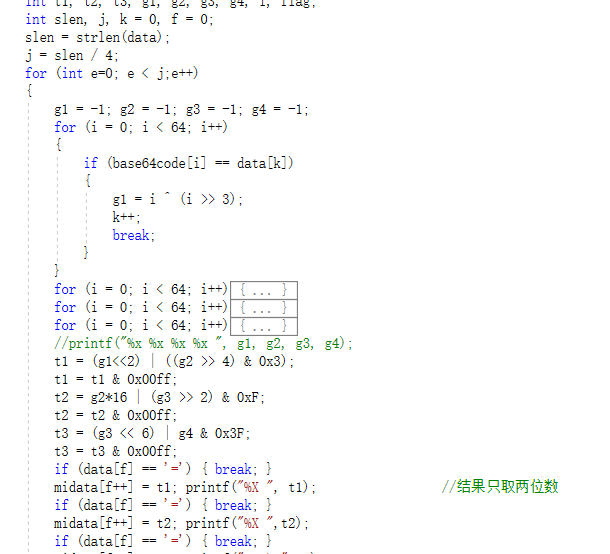 int t1, t2, t3, g1, g2, g3, g4, i, flag;
int slen, j, k = 0, f = 0;
slen = strlen(data);
j = slen / 4;
for (int e=0; e < j;e++)
{
g1 = -1; g2 = -1; g3 = -1; g4 = -1;
for (i = 0; i < 64; i++)
{
if (base64code[i] == data[k])
{
g1 = i ^ (i >> 3);
k++;
break;
}
}
for (i = 0; i < 64; i++){ ... }
for (i = 0; i < 64; i++){ ... }
for (i = 0; i < 64; i++){ ... }
//printf("%x %x %x %x ", g1, g2, g3, g4);
t1 = (g1<<2) | ((g2 >> 4) & 0x3);
t1 = t1 & 0x00ff;
t2 = g2*16 | (g3 >> 2) & 0xF;
t2 = t2 & 0x00ff;
t3 = (g3 << 6) | g4 & 0x3F;
t3 = t3 & 0x00ff;
if (data[f] == '=') { break; }
midata[f++] = t1; printf("%X ", t1); //结果只取两位数
if (data[f] == '=') { break; }
midata[f++] = t2; printf("%X ",t2);
if (data[f] == '=') { break; }